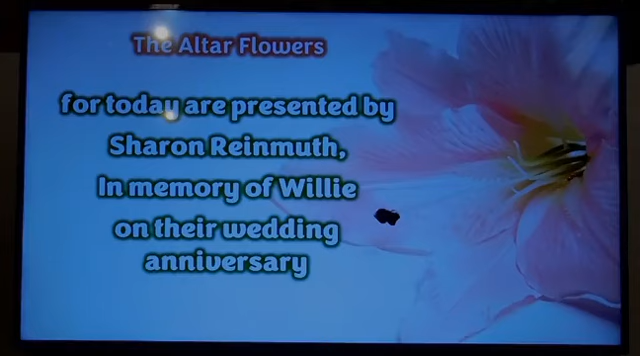 The Altar Flowers
for today are presented by
Sharon Reinmuth,
In memory of Willie
on their wedding
anniversary